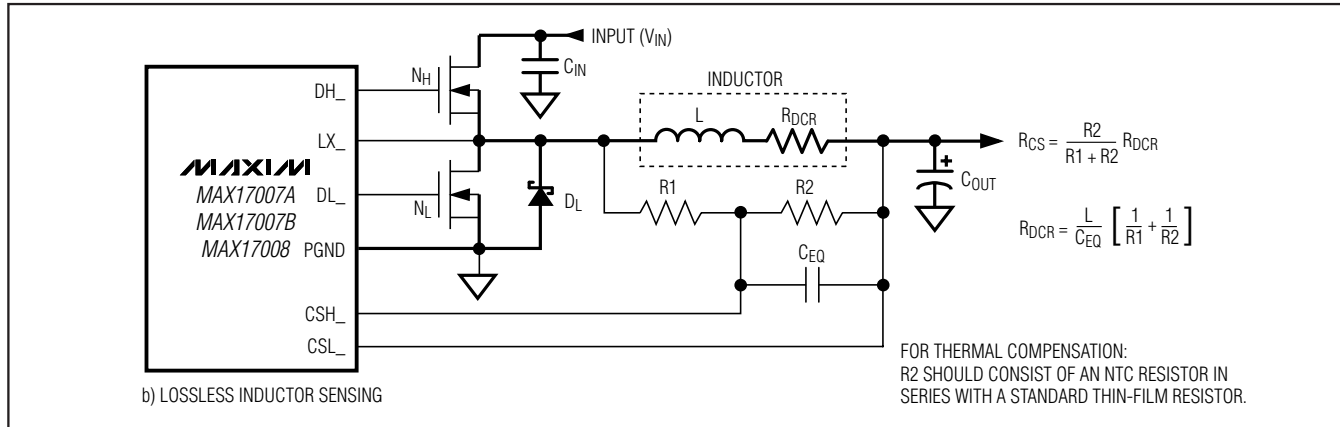 INPUT (VIN)
CIN
NH
DH_
INDUCTOR
L
RDCR
LX_
RCS = R2 / (R1 + R2) RDCR
MAXIM
MAX17007A
MAX17007B
MAX17008
DL_
NL
DL
R1
R2
COUT
+
RDCR = L / CEQ [ 1 / R1 + 1 / R2 ]
PGND
CEQ
CSH_
CSL_
FOR THERMAL COMPENSATION:
R2 SHOULD CONSIST OF AN NTC RESISTOR IN
SERIES WITH A STANDARD THIN-FILM RESISTOR.
b) LOSSLESS INDUCTOR SENSING